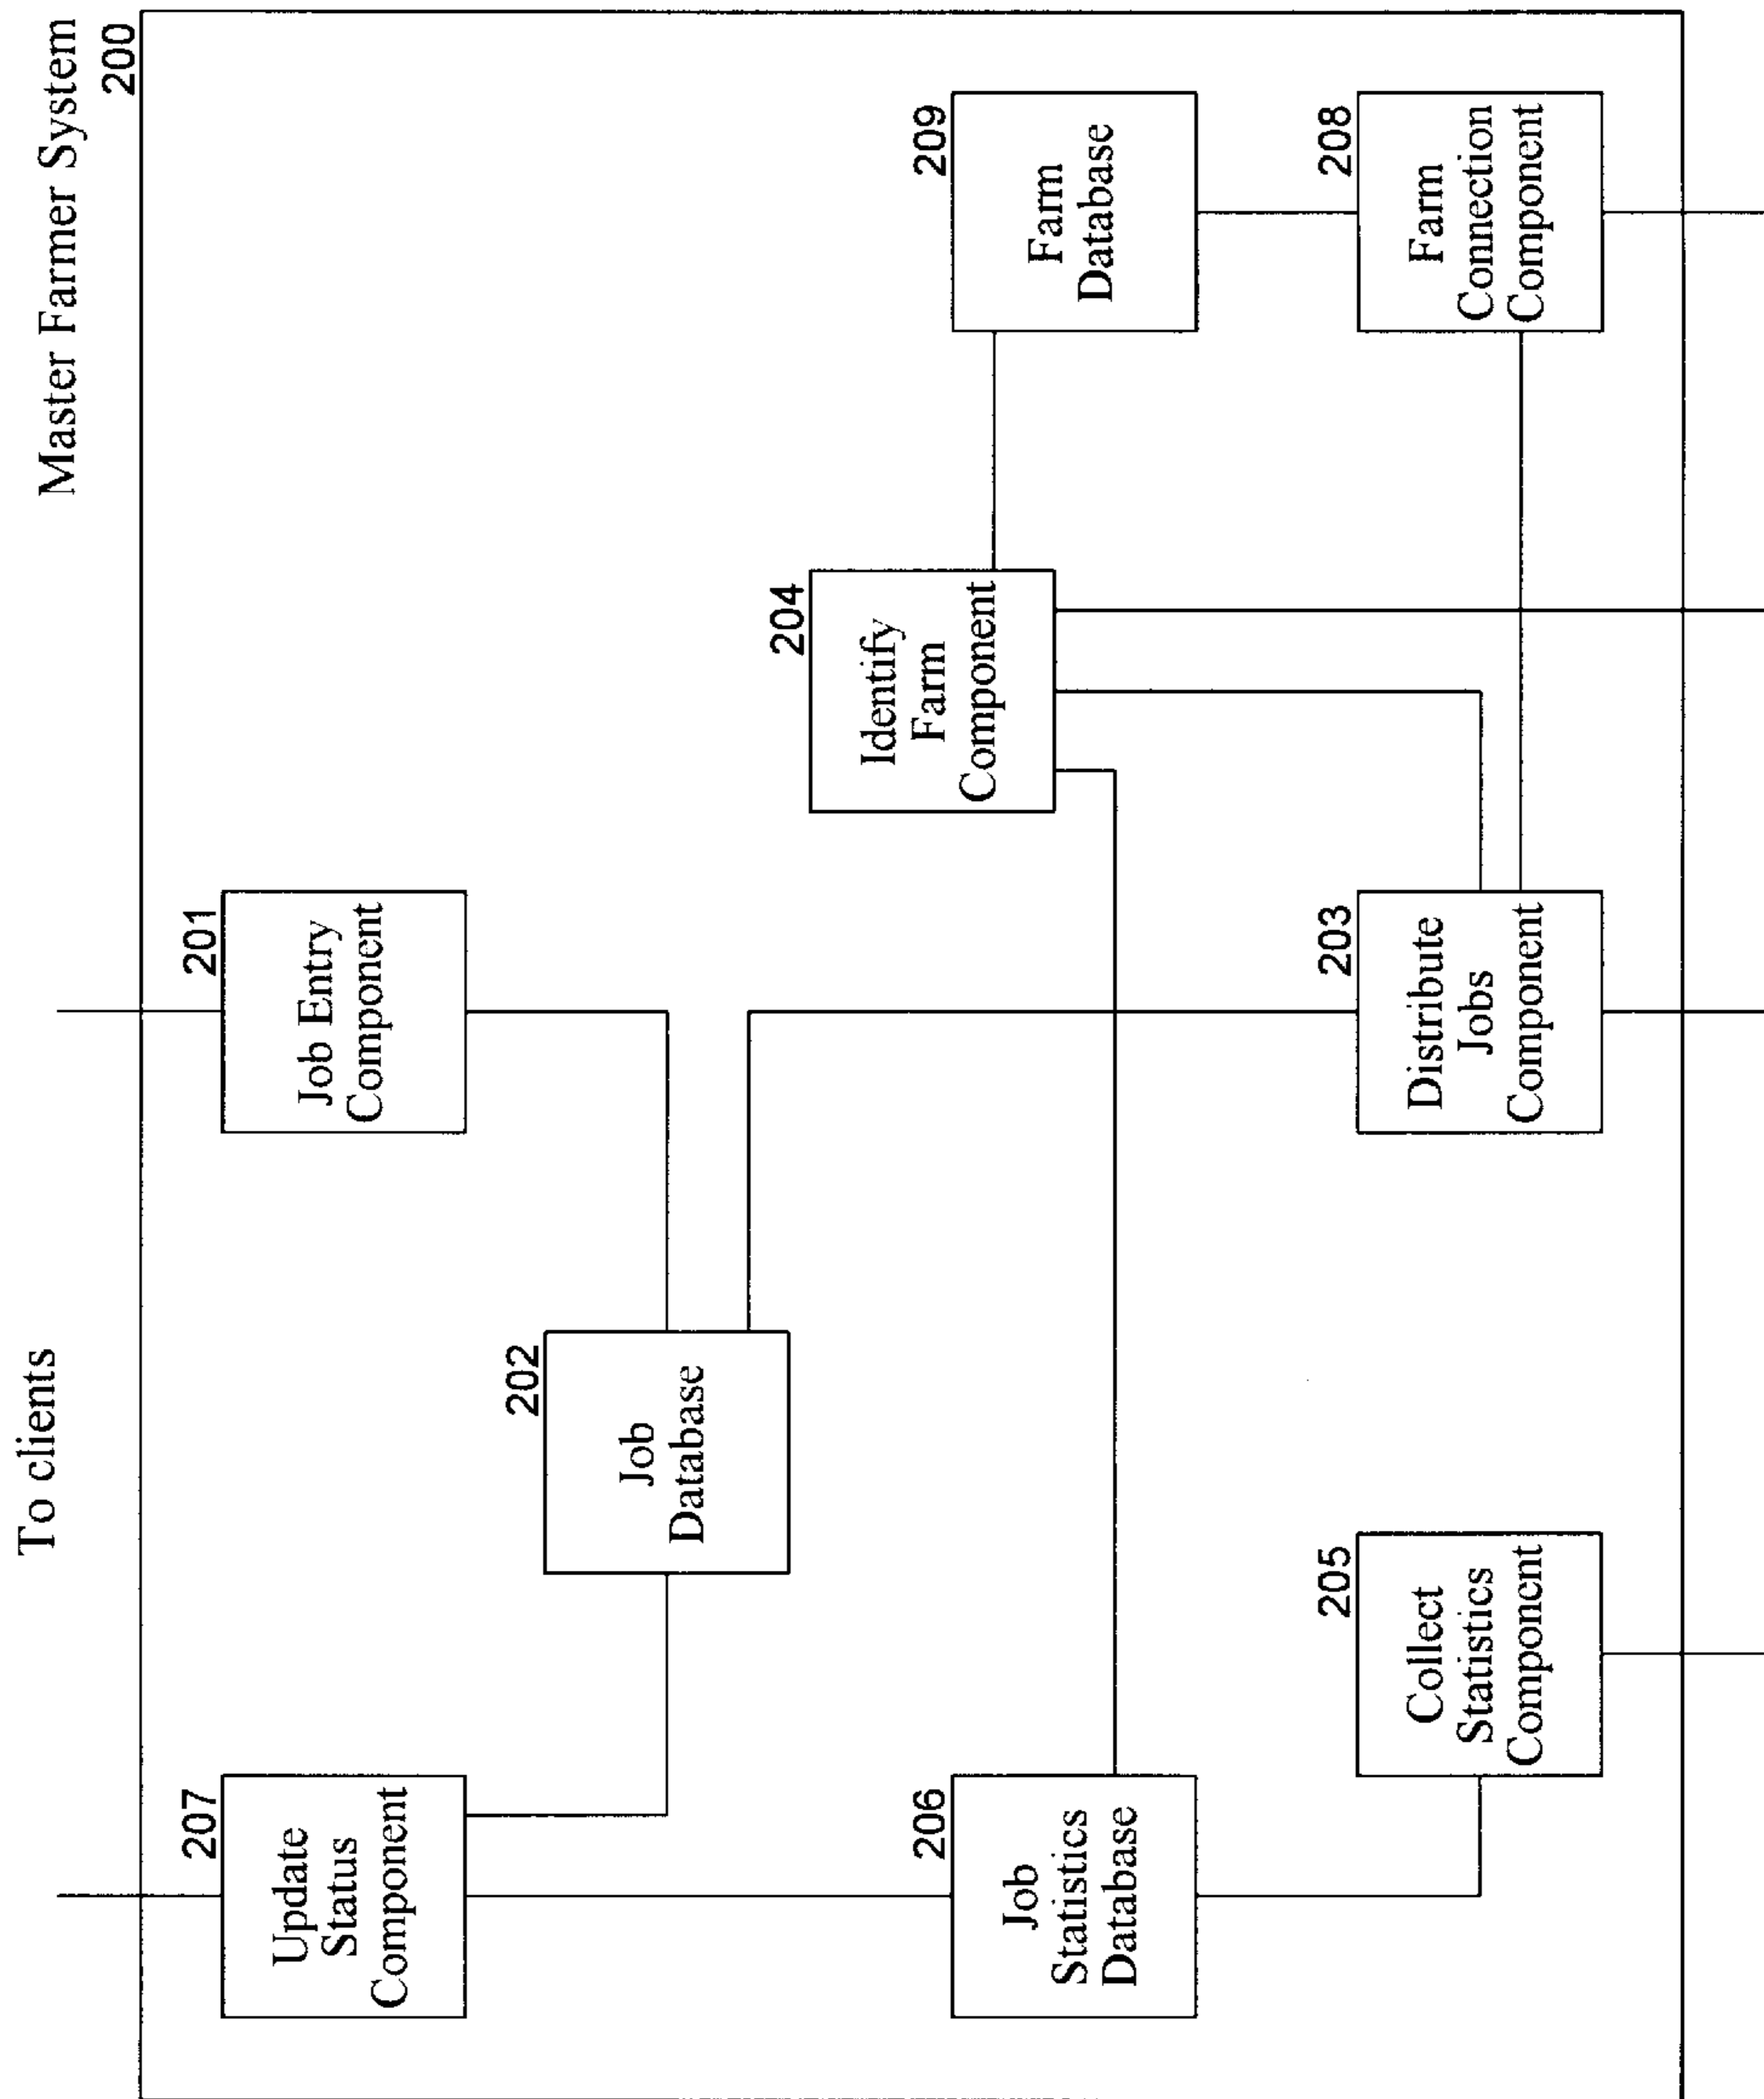 To clients
Master Farmer System
200
207
Update
Status
Component
201
Job Entry
Component
202
Job
Database
204
Identify
Farm
Component
206
Job
Statistics
Database
209
Farm
Database
205
Collect
Statistics
Component
203
Distribute
Jobs
Component
208
Farm
Connection
Component